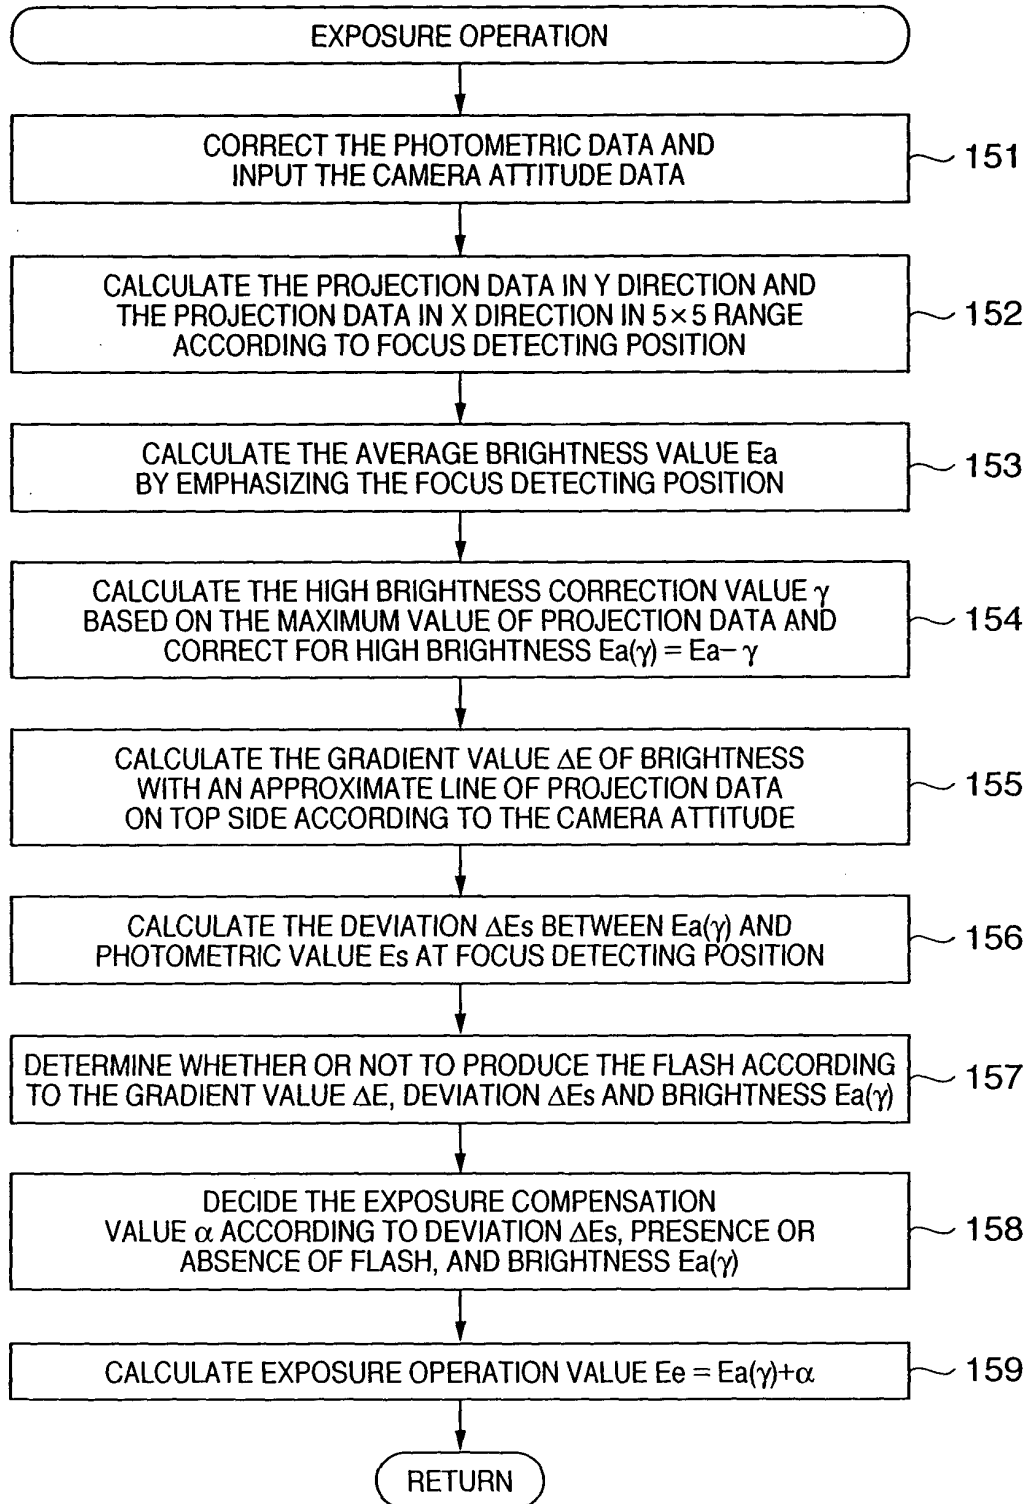 EXPOSURE OPERATION
CORRECT THE PHOTOMETRIC DATA AND
INPUT THE CAMERA ATTITUDE DATA
151
CALCULATE THE PROJECTION DATA IN Y DIRECTION AND
THE PROJECTION DATA IN X DIRECTION IN 5×5 RANGE
ACCORDING TO FOCUS DETECTING POSITION
152
CALCULATE THE AVERAGE BRIGHTNESS VALUE Ea
BY EMPHASIZING THE FOCUS DETECTING POSITION
153
CALCULATE THE HIGH BRIGHTNESS CORRECTION VALUE γ
BASED ON THE MAXIMUM VALUE OF PROJECTION DATA AND
CORRECT FOR HIGH BRIGHTNESS Ea(γ) = Ea– γ
154
CALCULATE THE GRADIENT VALUE ΔE OF BRIGHTNESS
WITH AN APPROXIMATE LINE OF PROJECTION DATA
ON TOP SIDE ACCORDING TO THE CAMERA ATTITUDE
155
CALCULATE THE DEVIATION ΔEs BETWEEN Ea(γ) AND
PHOTOMETRIC VALUE Es AT FOCUS DETECTING POSITION
156
DETERMINE WHETHER OR NOT TO PRODUCE THE FLASH ACCORDING
TO THE GRADIENT VALUE ΔE, DEVIATION ΔEs AND BRIGHTNESS Ea(γ)
157
DECIDE THE EXPOSURE COMPENSATION
VALUE α ACCORDING TO DEVIATION ΔEs, PRESENCE OR
ABSENCE OF FLASH, AND BRIGHTNESS Ea(γ)
158
CALCULATE EXPOSURE OPERATION VALUE Ee = Ea(γ)+α
159
RETURN